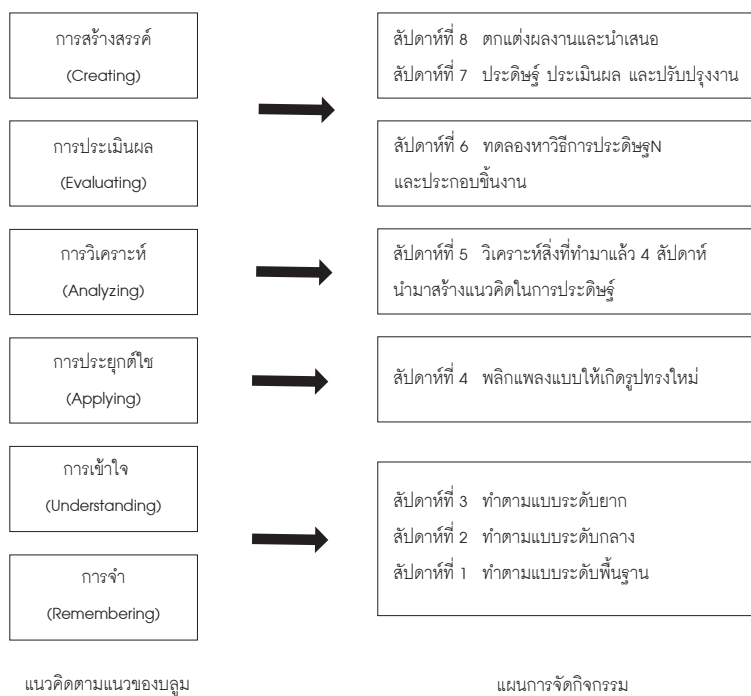 การสร้างสรรค์
(Creating)
สัปดาห์ที่ 8 ตกแต่งผลงานและนำเสนอ
สัปดาห์ที่ 7 ประดิษฐ์ ประเมินผล และปรับปรุงงาน
การประเมินผล
(Evaluating)
สัปดาห์ที่ 6 ทดลองหาวิธีการประดิษฐN
และประกอบชิ้นงาน
การวิเคราะห์
(Analyzing)
สัปดาห์ที่ 5 วิเคราะห์สิ่งที่ทำมาแล้ว 4 สัปดาห์
นำมาสร้างแนวคิดในการประดิษฐ์
การประยุกต์ใช
(Applying)
สัปดาห์ที่ 4 พลิกแพลงแบบให้เกิดรูปทรงใหม่
การเข้าใจ
(Understanding)
การจำ
(Remembering)
สัปดาห์ที่ 3 ทำตามแบบระดับยาก
สัปดาห์ที่ 2 ทำตามแบบระดับกลาง
สัปดาห์ที่ 1 ทำตามแบบระดับพื้นฐาน
แนวคิดตามแนวของบลูม
แผนการจัดกิจกรรม